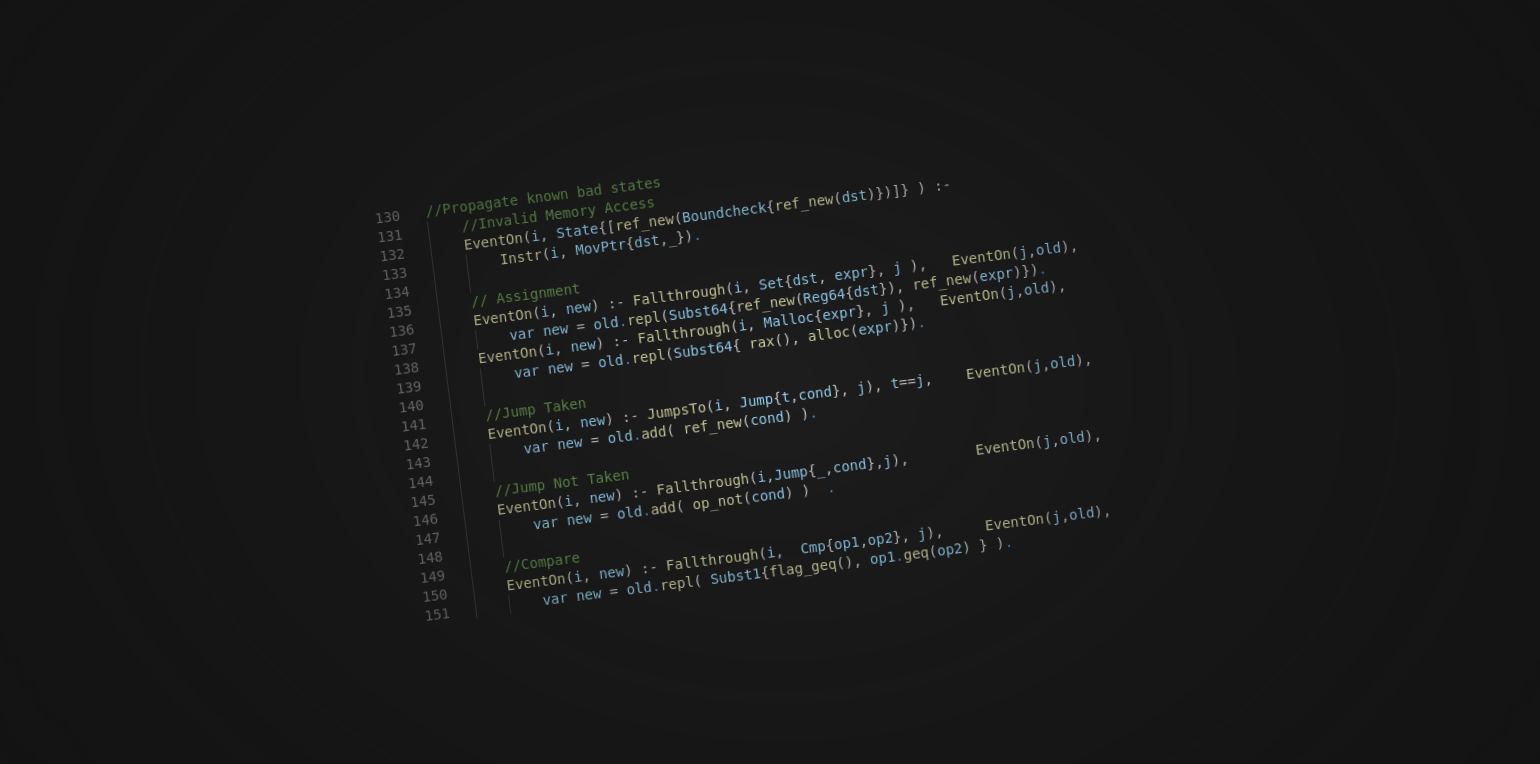 130 //Propagate known bad states
131 //Invalid Memory Access
132 EventOn(i, State{[ref_new(Boundcheck{ref_new(dst)})]} ) :-
133 Instr(i, MovPtr{dst,_}).
134
135 // Assignment
136 EventOn(i, new) :- Fallthrough(i, Set{dst, expr}, j ),   EventOn(j,old),
137 var new = old.repl(Subst64{ref_new(Reg64{dst}), ref_new(expr)}).
138 EventOn(i, new) :- Fallthrough(i, Malloc{expr}, j ),   EventOn(j,old),
139 var new = old.repl(Subst64{ rax(), alloc(expr)}).
140
141 //Jump Taken
142 EventOn(i, new) :- JumpsTo(i, Jump{t,cond}, j), t==j,    EventOn(j,old),
143 var new = old.add( ref_new(cond) ).
144
145 //Jump Not Taken
146 EventOn(i, new) :- Fallthrough(i,Jump{_,cond},j),        EventOn(j,old),
147 var new = old.add( op_not(cond) )  .
148
149 //Compare
150 EventOn(i, new) :- Fallthrough(i,  Cmp{op1,op2}, j),     EventOn(j,old),
151 var new = old.repl( Subst1{flag_geq(), op1.geq(op2) } ).